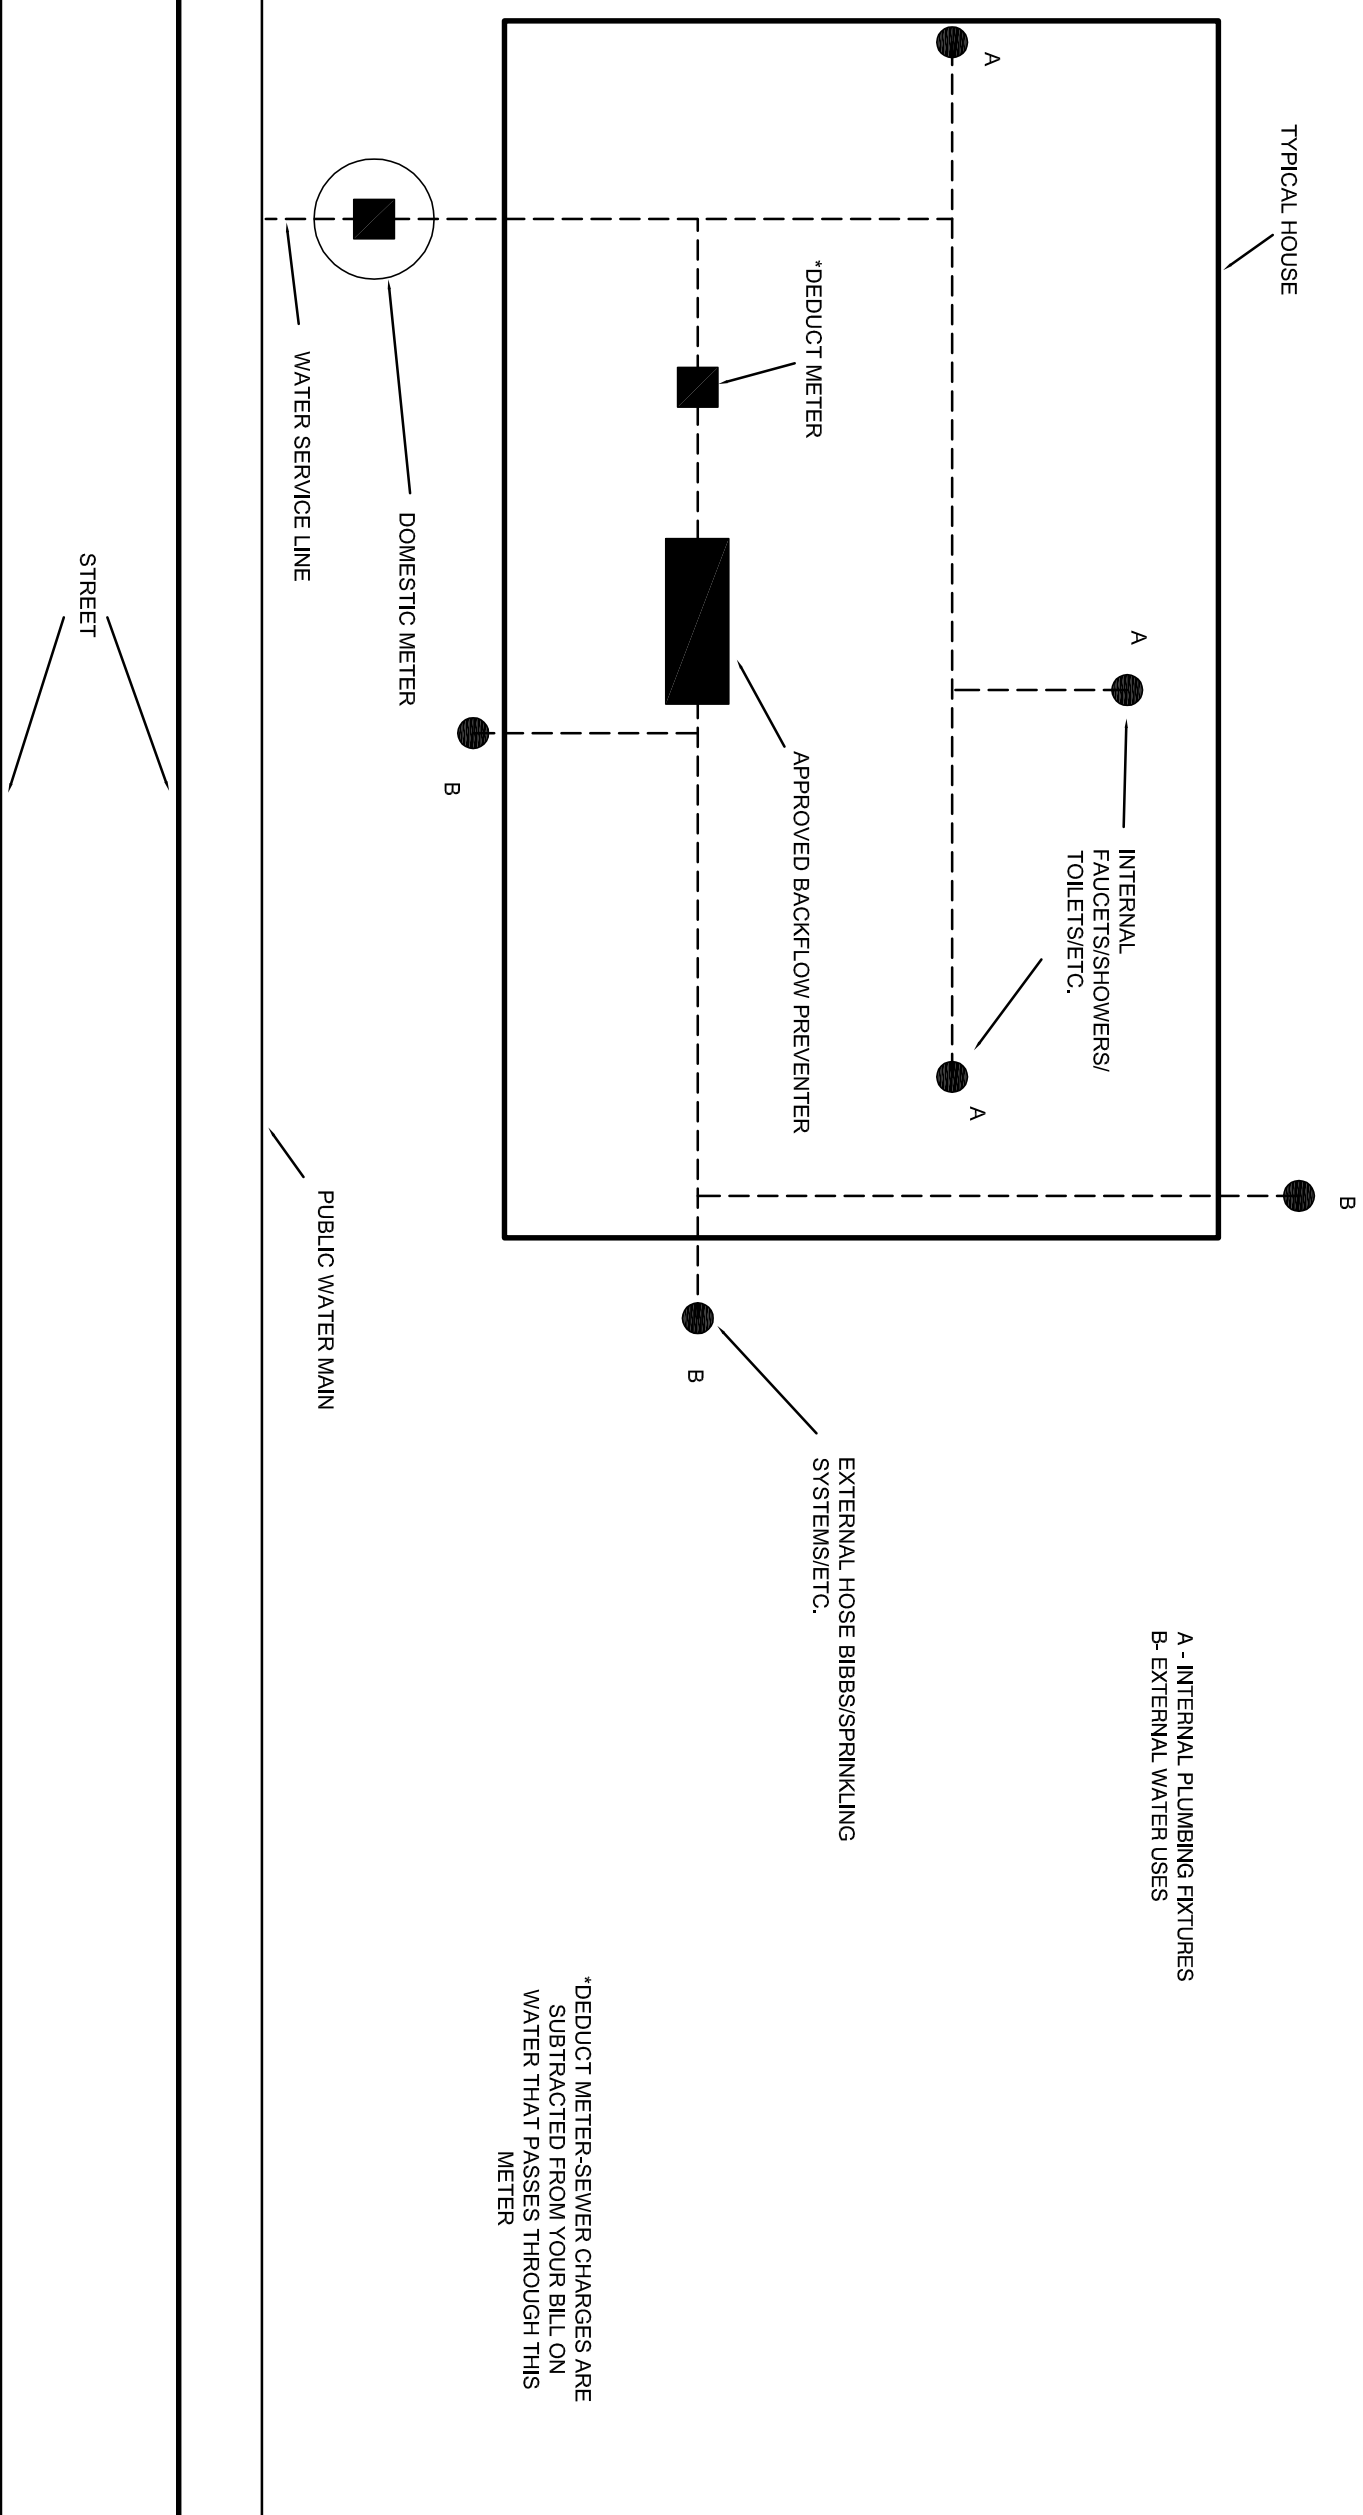 TYPICAL HOUSE
B
A - INTERNAL PLUMBING FIXTURES
B- EXTERNAL WATER USES
A
INTERNAL
FAUCETS/SHOWERS/
TOILETS/ETC.
A
A
*DEDUCT METER
APPROVED BACKFLOW PREVENTER
EXTERNAL HOSE BIBBS/SPRINKLING
SYSTEMS/ETC.
B
*DEDUCT METER-SEWER CHARGES ARE
SUBTRACTED FROM YOUR BILL ON
WATER THAT PASSES THROUGH THIS
METER
B
DOMESTIC METER
WATER SERVICE LINE
PUBLIC WATER MAIN
STREET